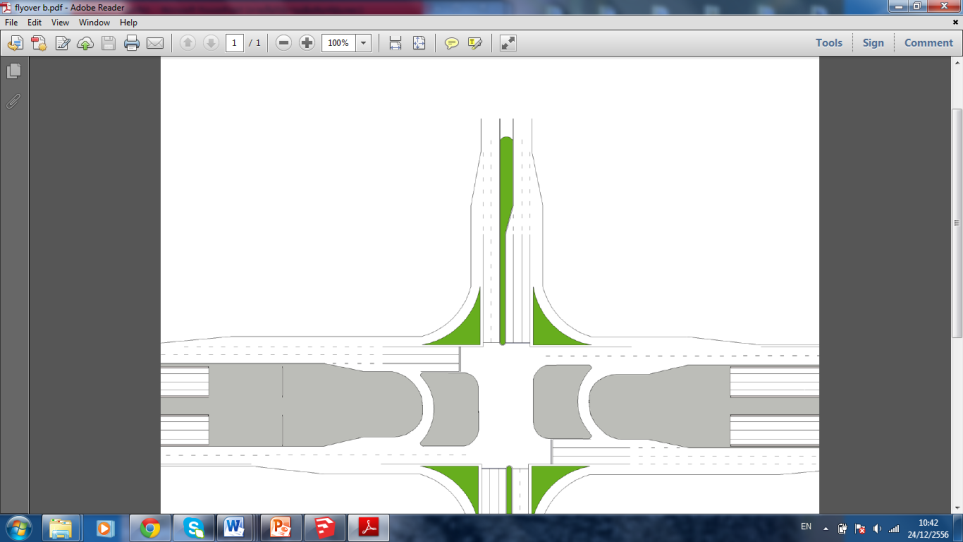 flyover b.pdf - Adobe Reader
File Edit View Window Help
1 / 1 100% Tools Sign Comment
EN 10:42
24/12/2556